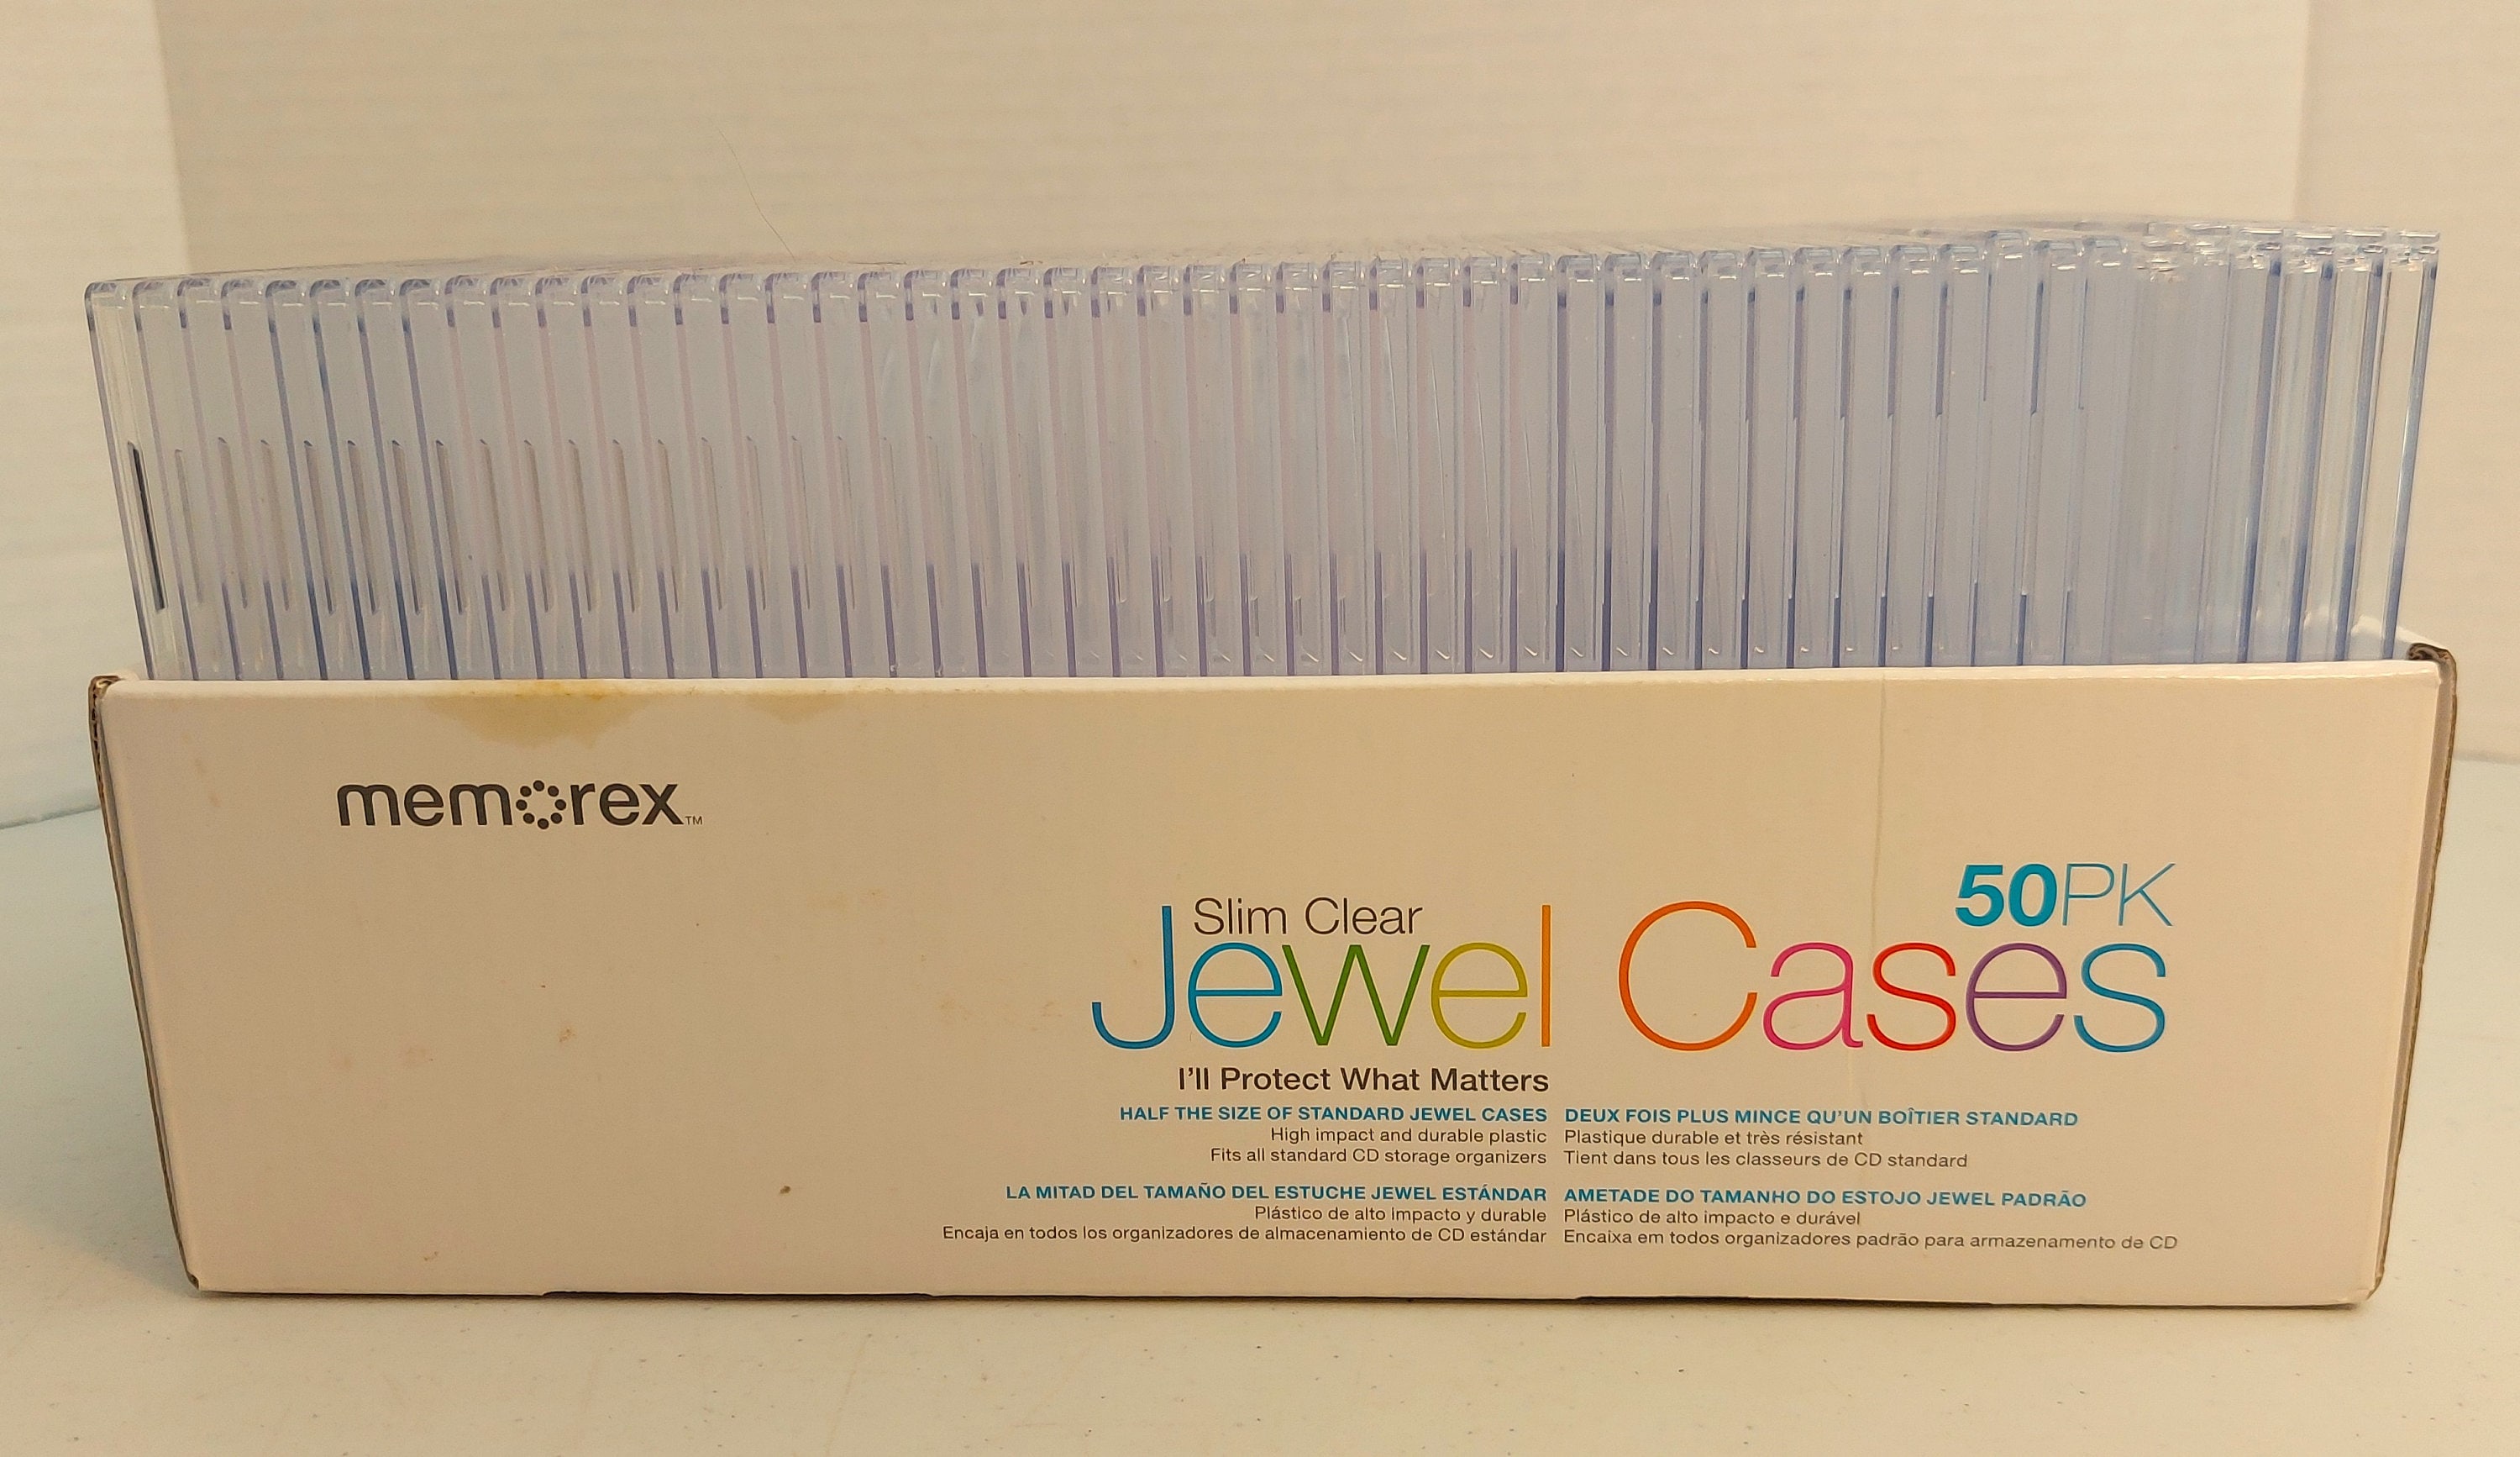 memorex™
50PK
Slim Clear
Jewel Cases
I'll Protect What Matters
HALF THE SIZE OF STANDARD JEWEL CASES
High impact and durable plastic
Fits all standard CD storage organizers
DEUX FOIS PLUS MINCE QU'UN BOÎTIER STANDARD
Plastique durable et très résistant
Tient dans tous les classeurs de CD standard
LA MITAD DEL TAMAÑO DEL ESTUCHE JEWEL ESTÁNDAR
Plástico de alto impacto y durable
Encaja en todos los organizadores de almacenamiento de CD estándar
AMETADE DO TAMANHO DO ESTOJO JEWEL PADRÃO
Plástico de alto impacto e durável
Encaixa em todos organizadores padrão para armazenamento de CD